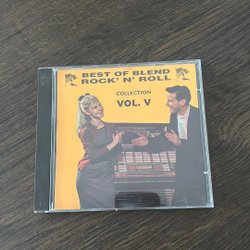 BEST OF BLEND
ROCK' N' ROLL
COLLECTION
VOL. V